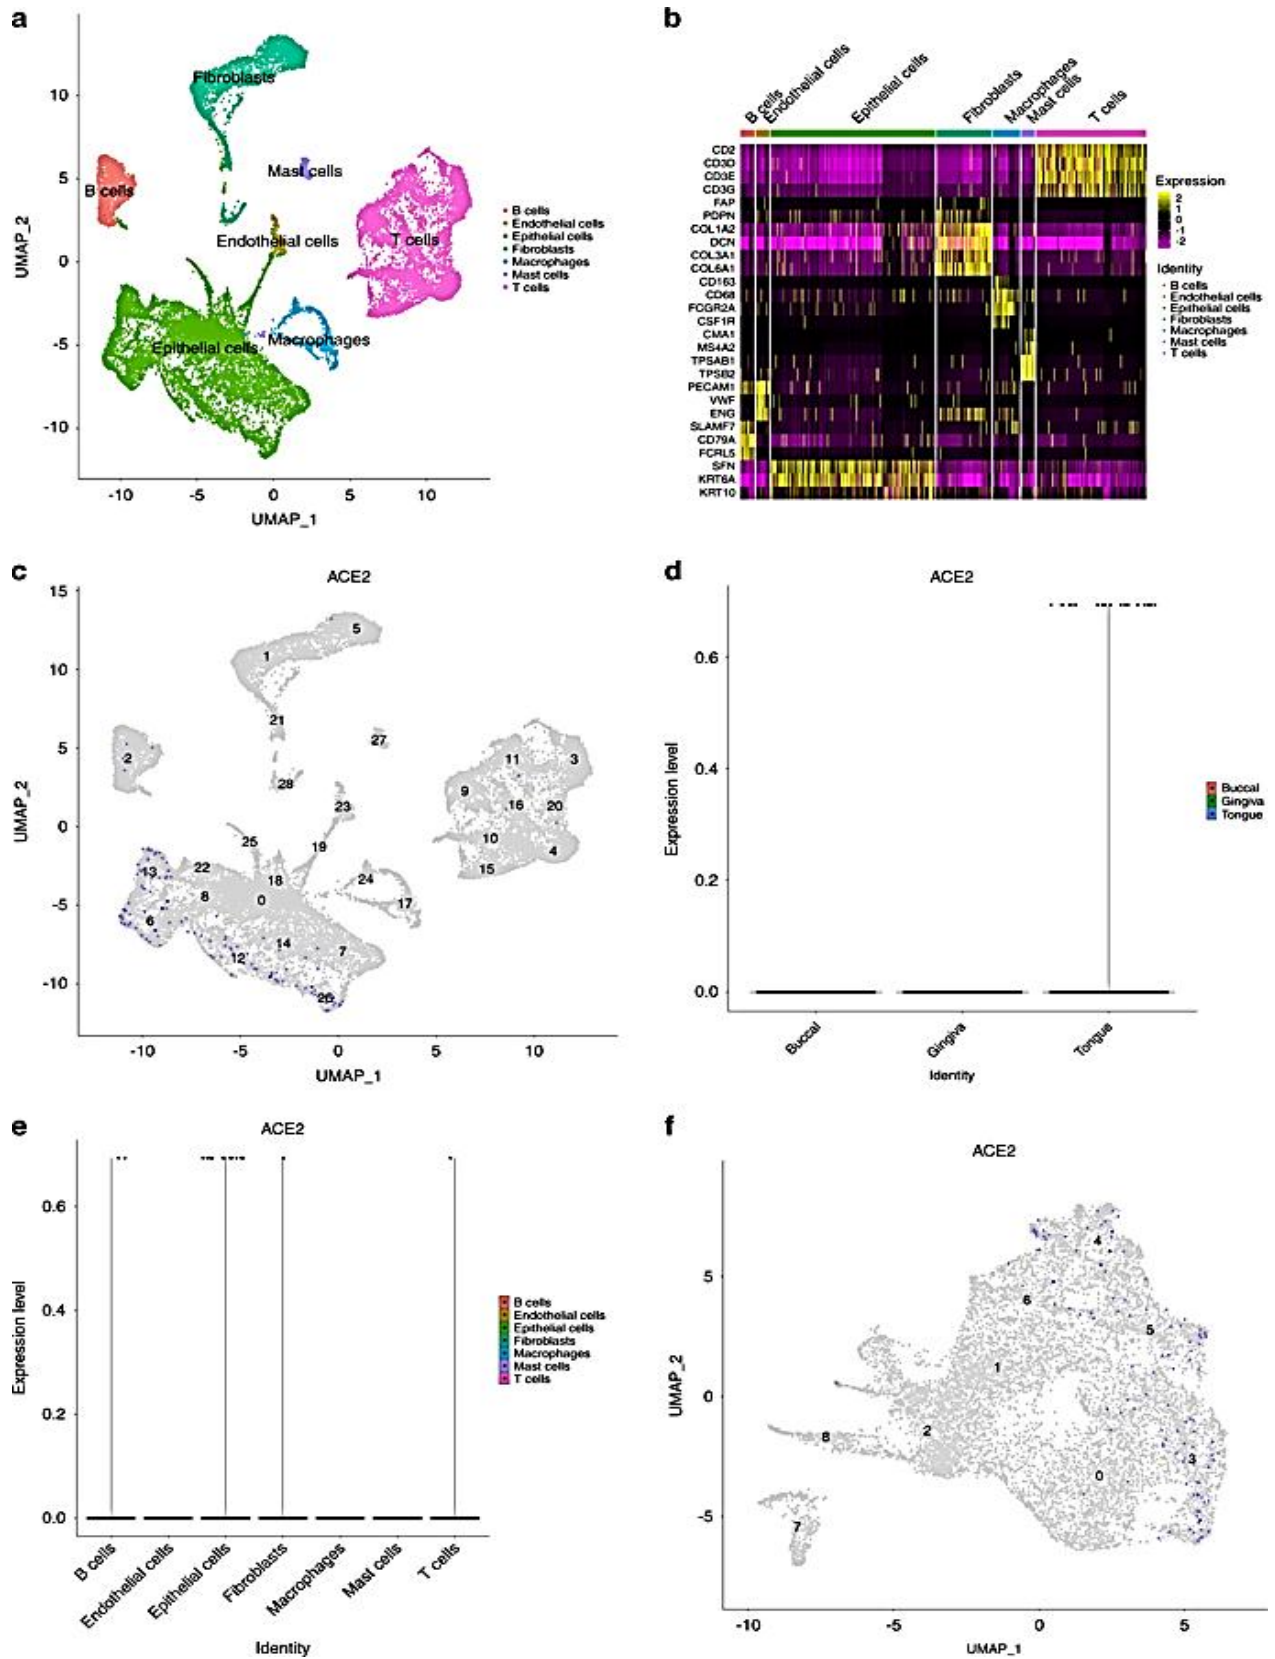 a
Fibroblasts
Mast cells
B cells
Endothelial cells
T cells
Epithelial cells
Macrophages
10
5
0
-5
-10
UMAP_2
-10
-5
0
5
10
UMAP_1
B cells
Endothelial cells
Epithelial cells
Fibroblasts
Macrophages
Mast cells
T cells
b
B cells
Endothelial cells
Epithelial cells
Fibroblasts
Macrophages
Mast cells
T cells
CD2
CD3D
CD3E
CD3G
FAP
PDPN
COL1A2
DCN
COL3A1
COL6A1
CD163
CD68
FCGR2A
CSF1R
CMA1
MS4A2
TPSAB1
TPSB2
PECAM1
VWF
ENG
SLAMF7
CD79A
FCRL5
SFN
KRT6A
KRT10
Expression
2
1
0
-1
-2
Identity
B cells
Endothelial cells
Epithelial cells
Fibroblasts
Macrophages
Mast cells
T cells
c
ACE2
15
10
5
0
-5
-10
UMAP_2
5
1
21
27
2
28
23
11
3
9
16
20
10
4
15
25
19
13
22
18
24
8
0
17
6
14
7
12
26
-10
-5
0
5
10
UMAP_1
d
ACE2
0.6
0.4
0.2
0.0
Expression level
Buccal
Gingiva
Tongue
Identity
Buccal
Gingiva
Tongue
e
ACE2
0.6
0.4
0.2
0.0
Expression level
B cells
Endothelial cells
Epithelial cells
Fibroblasts
Macrophages
Mast cells
T cells
Identity
B cells
Endothelial cells
Epithelial cells
Fibroblasts
Macrophages
Mast cells
T cells
f
ACE2
5
0
-5
UMAP_2
4
6
5
1
2
8
3
0
7
-10
-5
0
5
UMAP_1